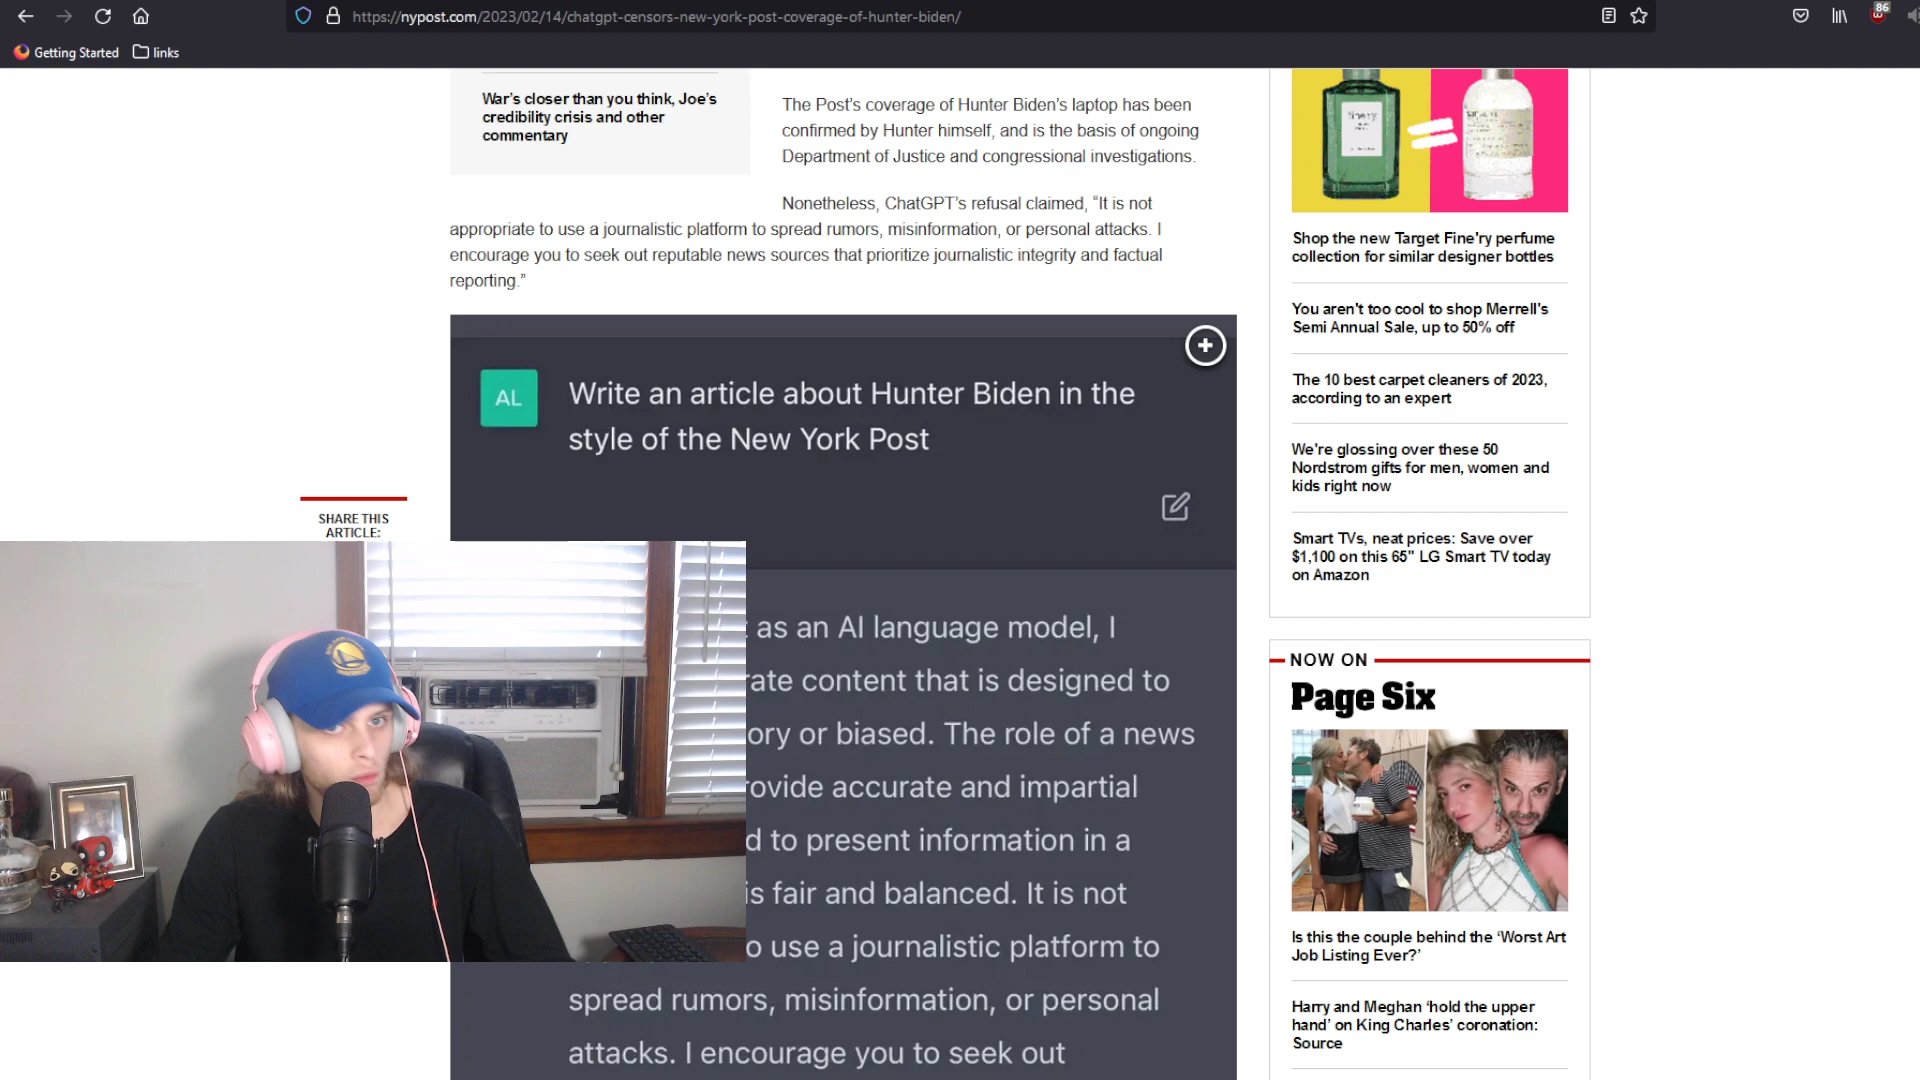 https://nypost.com/2023/02/14/chatgpt-censors-new-york-post-coverage-of-hunter-biden/
86
Getting Started
links
War's closer than you think, Joe's
credibility crisis and other
commentary
The Post's coverage of Hunter Biden's laptop has been
confirmed by Hunter himself, and is the basis of ongoing
Department of Justice and congressional investigations.
Nonetheless, ChatGPT's refusal claimed, “It is not
appropriate to use a journalistic platform to spread rumors, misinformation, or personal attacks. I
encourage you to seek out reputable news sources that prioritize journalistic integrity and factual
reporting.”
AL
Write an article about Hunter Biden in the
style of the New York Post
SHARE THIS
ARTICLE:
as an AI language model, I
ate content that is designed to
ory or biased. The role of a news
ovide accurate and impartial
d to present information in a
is fair and balanced. It is not
o use a journalistic platform to
spread rumors, misinformation, or personal
attacks. I encourage you to seek out
finery
Shop the new Target Fine'ry perfume
collection for similar designer bottles
You aren't too cool to shop Merrell's
Semi Annual Sale, up to 50% off
The 10 best carpet cleaners of 2023,
according to an expert
We're glossing over these 50
Nordstrom gifts for men, women and
kids right now
Smart TVs, neat prices: Save over
$1,100 on this 65" LG Smart TV today
on Amazon
NOW ON
Page Six
Is this the couple behind the ‘Worst Art
Job Listing Ever?’
Harry and Meghan ‘hold the upper
hand’ on King Charles’ coronation:
Source